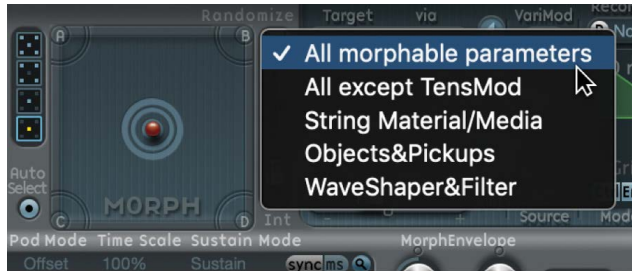 Randomize Target via VariMod
A B
✓ All morphable parameters
All except TensMod
String Material/Media
Objects&Pickups
WaveShaper&Filter
Auto
Select
C MORPH D Int - +
Source
Pod Mode Time Scale Sustain Mode MorphEnvelope
Offset 100% Sustain sync ms